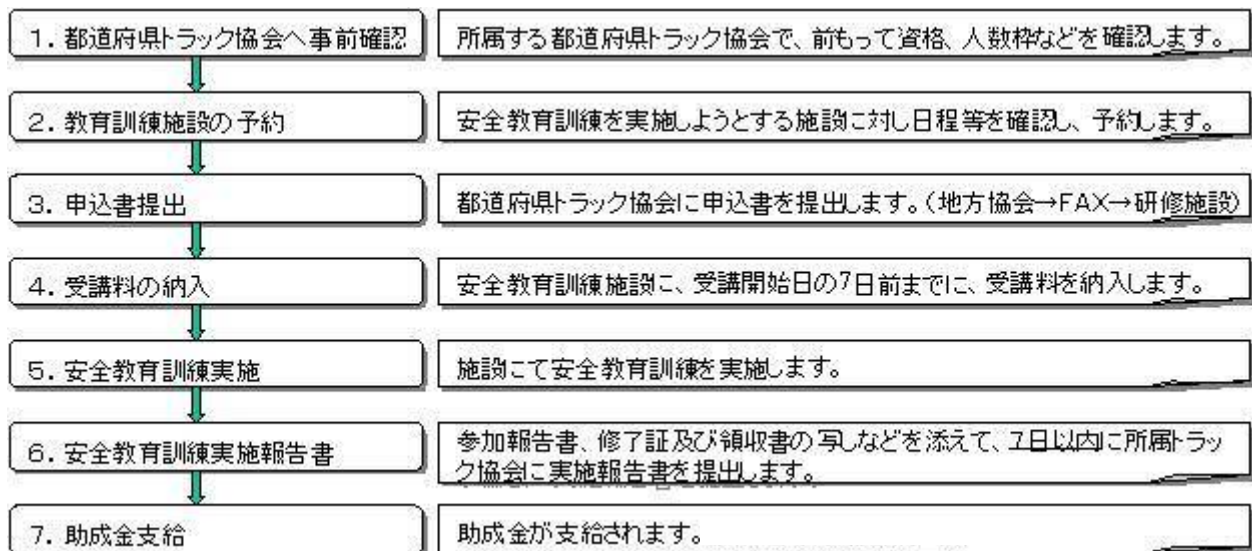 1. 都道府県トラック協会へ事前確認
所属する都道府県トラック協会で、前もって資格、人数枠などを確認します。
2. 教育訓練施設の予約
安全教育訓練を実施しようとする施設に対し日程等を確認し、予約します。
3. 申込書提出
都道府県トラック協会に申込書を提出します。(地方協会→FAX→研修施設)
4. 受講料の納入
安全教育訓練施設に、受講開始日の7日前までに、受講料を納入します。
5. 安全教育訓練実施
施設にて安全教育訓練を実施します。
6. 安全教育訓練実施報告書
参加報告書、修了証及び領収書の写しなどを添えて、7日以内に所属トラッ
ク協会に実施報告書を提出します。
7. 助成金支給
助成金が支給されます。